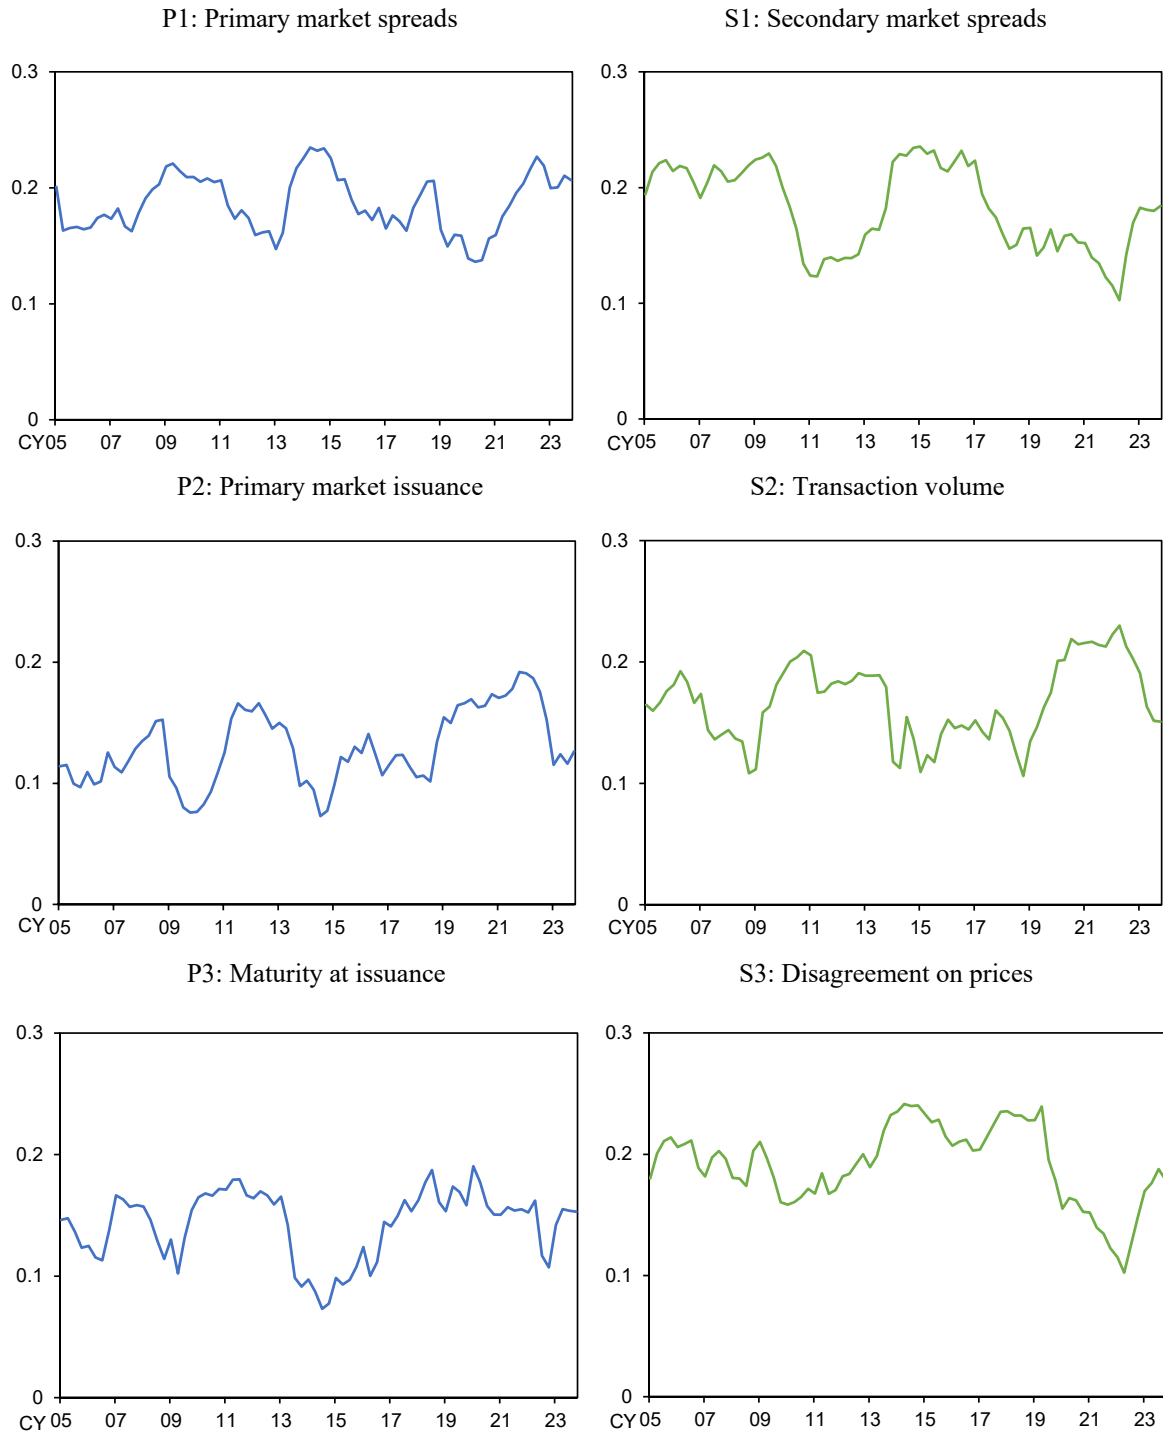 P1: Primary market spreads
0.3
0.2
0.1
0
CY05 07 09 11 13 15 17 19 21 23
S1: Secondary market spreads
0.3
0.2
0.1
0
CY05 07 09 11 13 15 17 19 21 23
P2: Primary market issuance
0.3
0.2
0.1
0
CY05 07 09 11 13 15 17 19 21 23
S2: Transaction volume
0.3
0.2
0.1
0
CY05 07 09 11 13 15 17 19 21 23
P3: Maturity at issuance
0.3
0.2
0.1
0
CY05 07 09 11 13 15 17 19 21 23
S3: Disagreement on prices
0.3
0.2
0.1
0
CY05 07 09 11 13 15 17 19 21 23